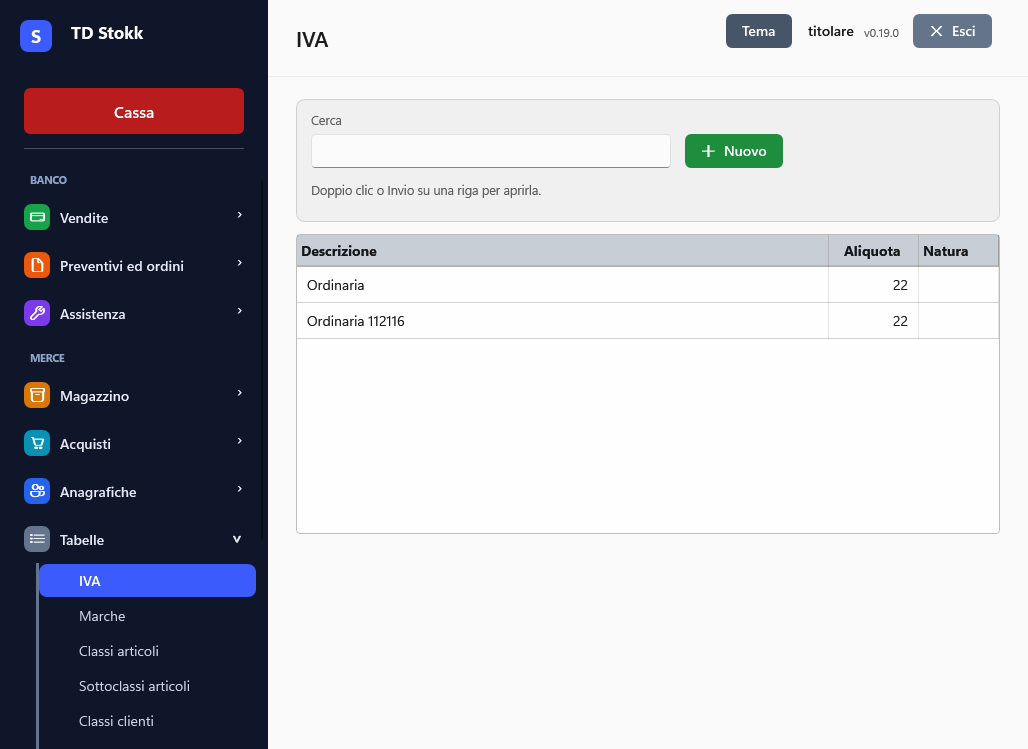 S
TD Stokk
Cassa
BANCO
Vendite
Preventivi ed ordini
Assistenza
MERCE
Magazzino
Acquisti
Anagrafiche
Tabelle
IVA
Marche
Classi articoli
Sottoclassi articoli
Classi clienti
IVA
Tema
titolare v0.19.0
Esci
Cerca
Nuovo
Doppio clic o Invio su una riga per aprirla.
Descrizione Aliquota Natura
Ordinaria 22
Ordinaria 112116 22